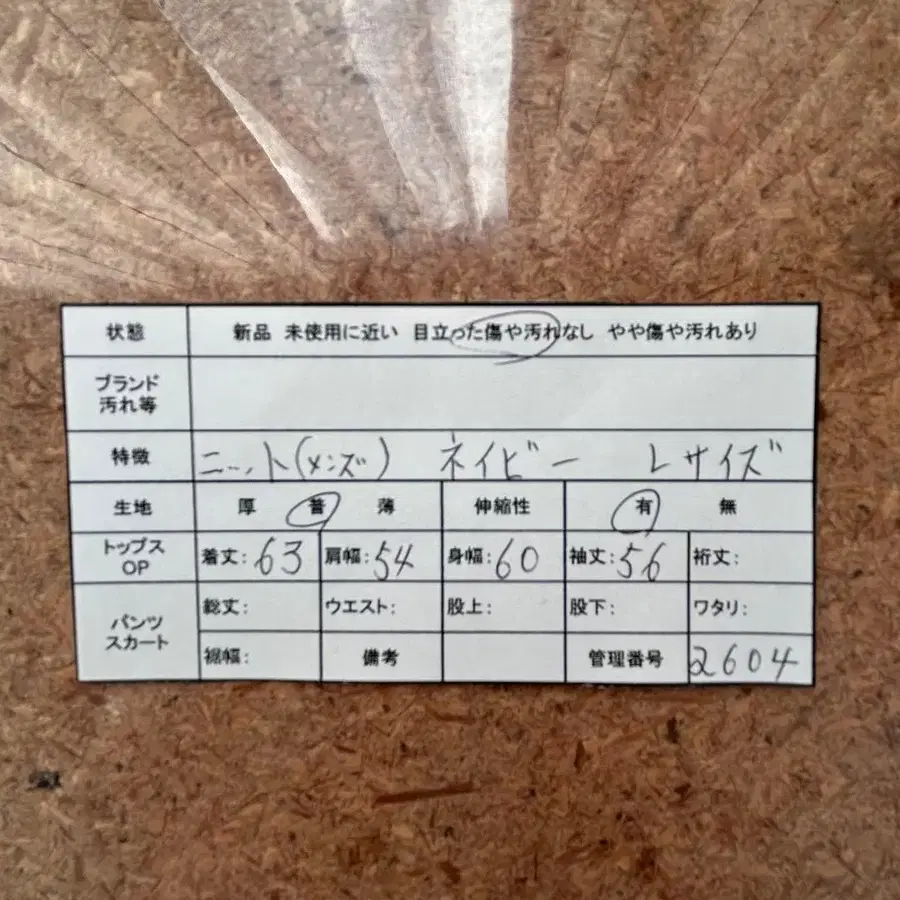 状態 新品 未使用に近い 目立った傷や汚れなし やや傷や汚れあり
ブランド
汚れ等
特徴 ニット(メンズ) ネイビー Lサイズ
生地 厚 普 薄 伸縮性 有 無
トップス
OP
着丈:63 肩幅:54 身幅:60 袖丈:56 裄丈:
パンツ
スカート
総丈: ウエスト: 股上: 股下: ワタリ:
裾幅: 備考 管理番号 2604